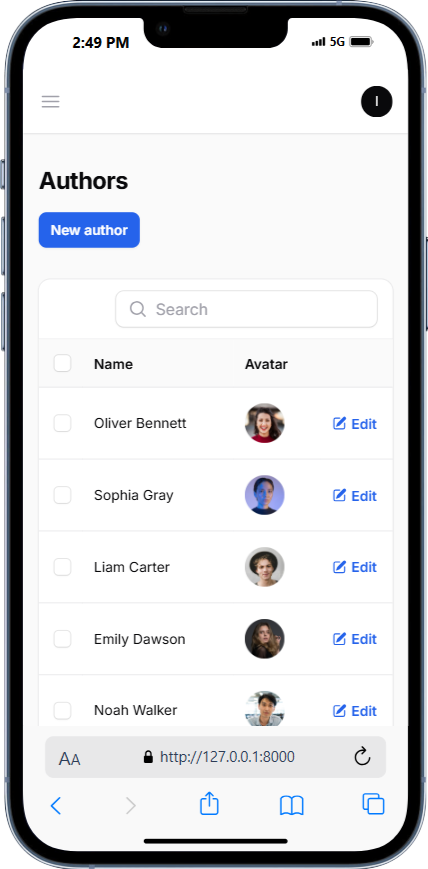 2:49 PM 5G
I
Authors
New author
Search
Name Avatar
Oliver Bennett Edit
Sophia Gray Edit
Liam Carter Edit
Emily Dawson Edit
Noah Walker Edit
AA http://127.0.0.1:8000